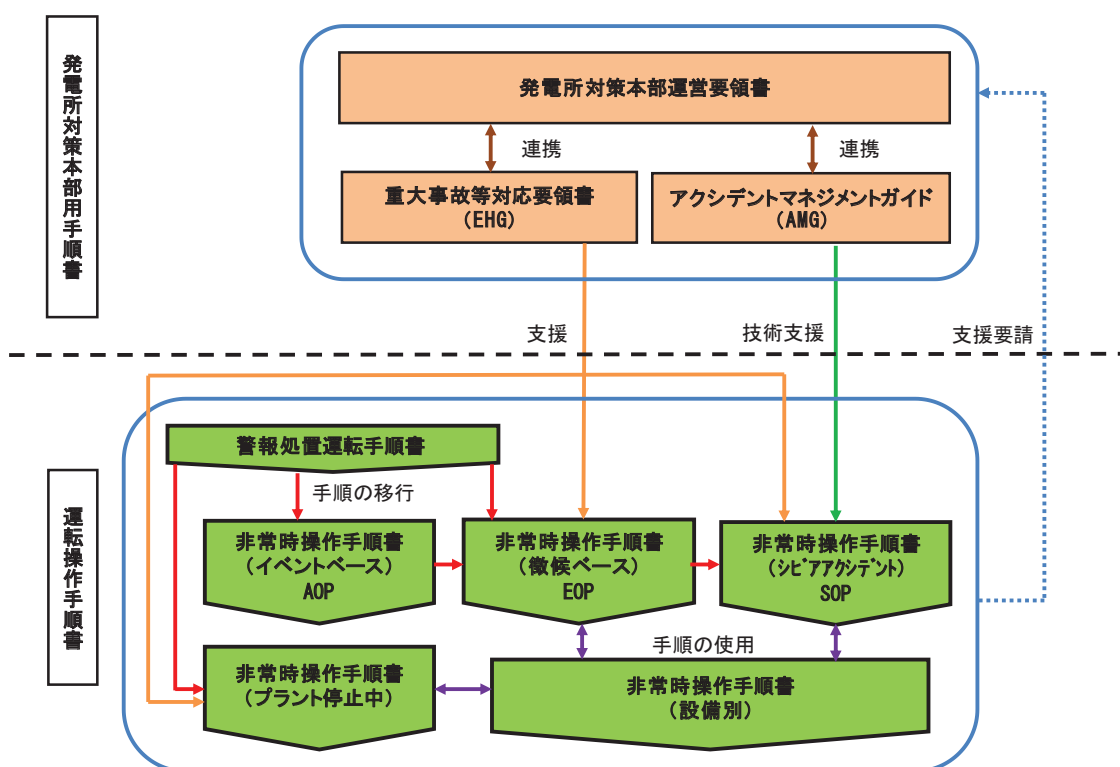 発電所対策本部用手順書
発電所対策本部運営要領書
連携
連携
重大事故等対応要領書
(EHG)
アクシデントマネジメントガイド
(AMG)
支援
技術支援
支援要請
運転操作手順書
警報処置運転手順書
手順の移行
非常時操作手順書
(イベントベース)
AOP
非常時操作手順書
(徴候ベース)
EOP
非常時操作手順書
(シビアアクシデント)
SOP
手順の使用
非常時操作手順書
(プラント停止中)
非常時操作手順書
(設備別)